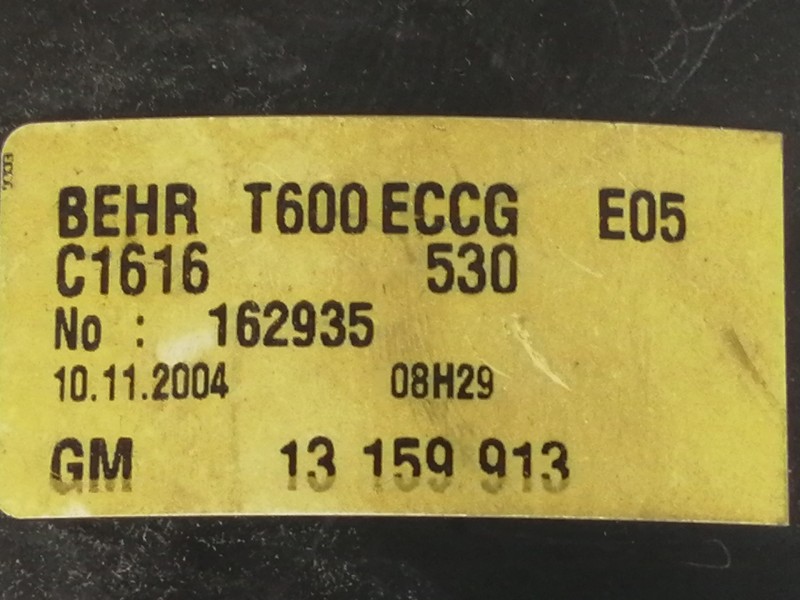 BEHR T600 ECCG E05
C1616 530
No : 162935
10.11.2004 08H29
GM 13 159 913